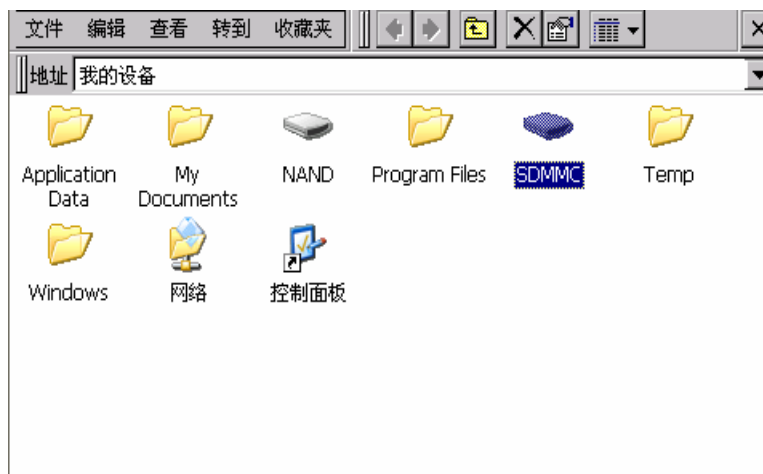 文件 编辑 查看 转到 收藏夹
地址 我的设备
Application Data
My Documents
NAND
Program Files
SDMMC
Temp
Windows
网络
控制面板